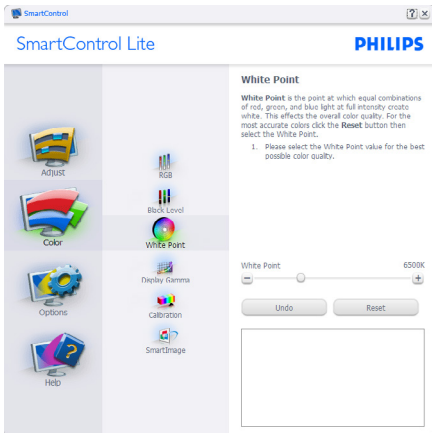 SmartControl
SmartControl Lite
PHILIPS
Adjust
Color
Options
Help
RGB
Black Level
White Point
Display Gamma
Calibration
SmartImage
White Point
White Point is the point at which equal combinations
of red, green, and blue light at full intensity create
white. This effects the overall color quality. For the
most accurate colors click the Reset button then
select the White Point.
1. Please select the White Point value for the best
possible color quality.
White Point 6500K
Undo Reset